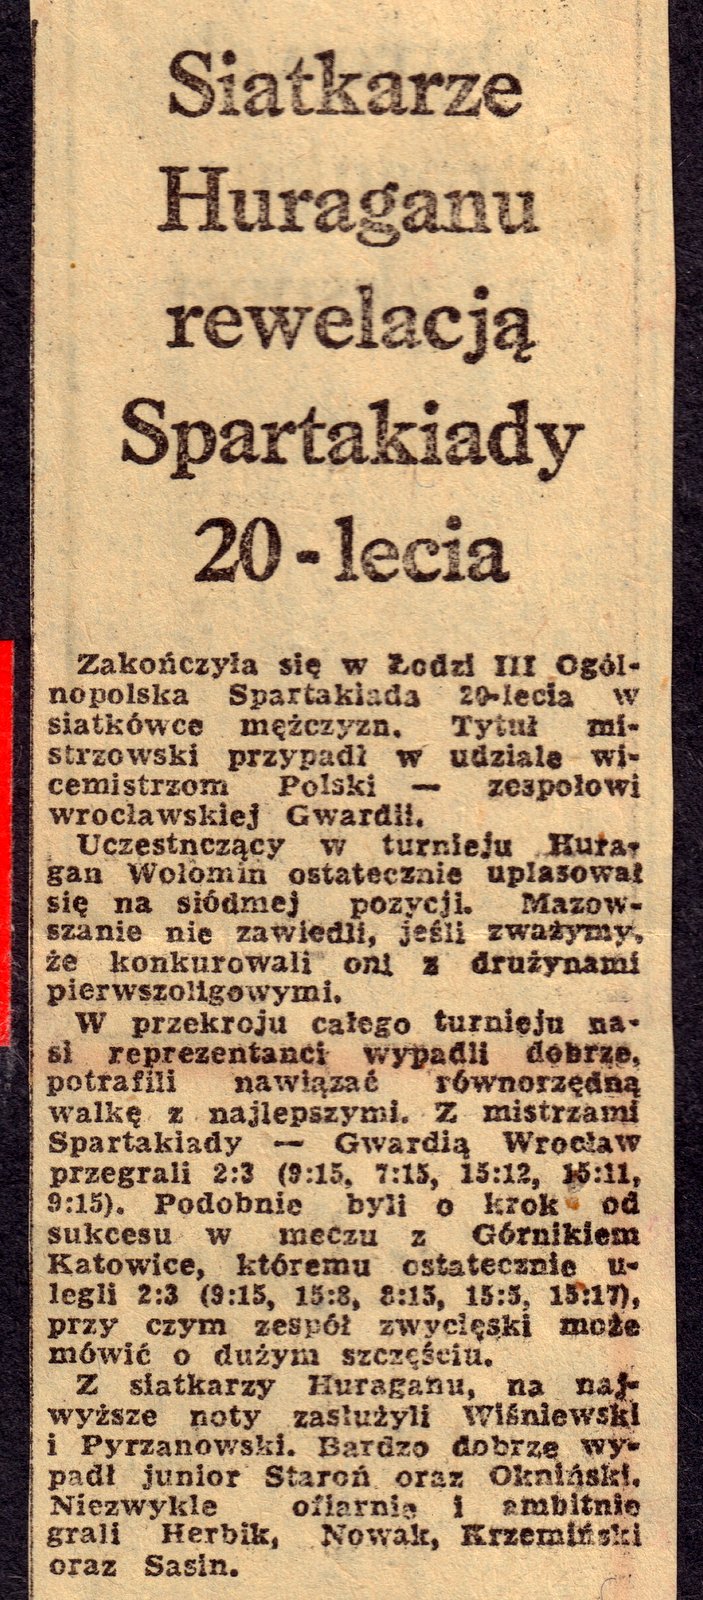 Siatkarze
Huraganu
rewelacją
Spartakiady
20-lecia
Zakończyła się w Łodzi III Ogól-
nopolska Spartakiada 20-lecia w
siatkówce mężczyzn. Tytuł mi-
strzowski przypadł w udziale wi-
cemistrzom Polski — zespołowi
wrocławskiej Gwardii.
Uczestnczący w turnieju Hura-
gan Wołomin ostatecznie uplasował
się na siódmej pozycji. Mazow-
szanie nie zawiedli, jeśli zważymy,
że konkurowali oni z drużynami
pierwszoligowymi.
W przekroju całego turnieju na-
si reprezentanci wypadli dobrze,
potrafili nawiązać równorzędną
walkę z najlepszymi. Z mistrzami
Spartakiady — Gwardią Wrocław
przegrali 2:3 (9:15, 7:15, 15:12, 15:11,
9:15). Podobnie byli o krok od
sukcesu w meczu z Górnikiem
Katowice, któremu ostatecznie u-
legli 2:3 (9:15, 15:8, 8:15, 15:5, 15:17),
przy czym zespół zwycięski może
mówić o dużym szczęściu.
Z siatkarzy Huraganu, na naj-
wyższe noty zasłużyli Wiśniewski
i Pyrzanowski. Bardzo dobrze wy-
padł junior Staroń oraz Okniński.
Niezwykle ofiarnie i ambitnie
grali Herbik, Nowak, Krzemiński
oraz Sasin.